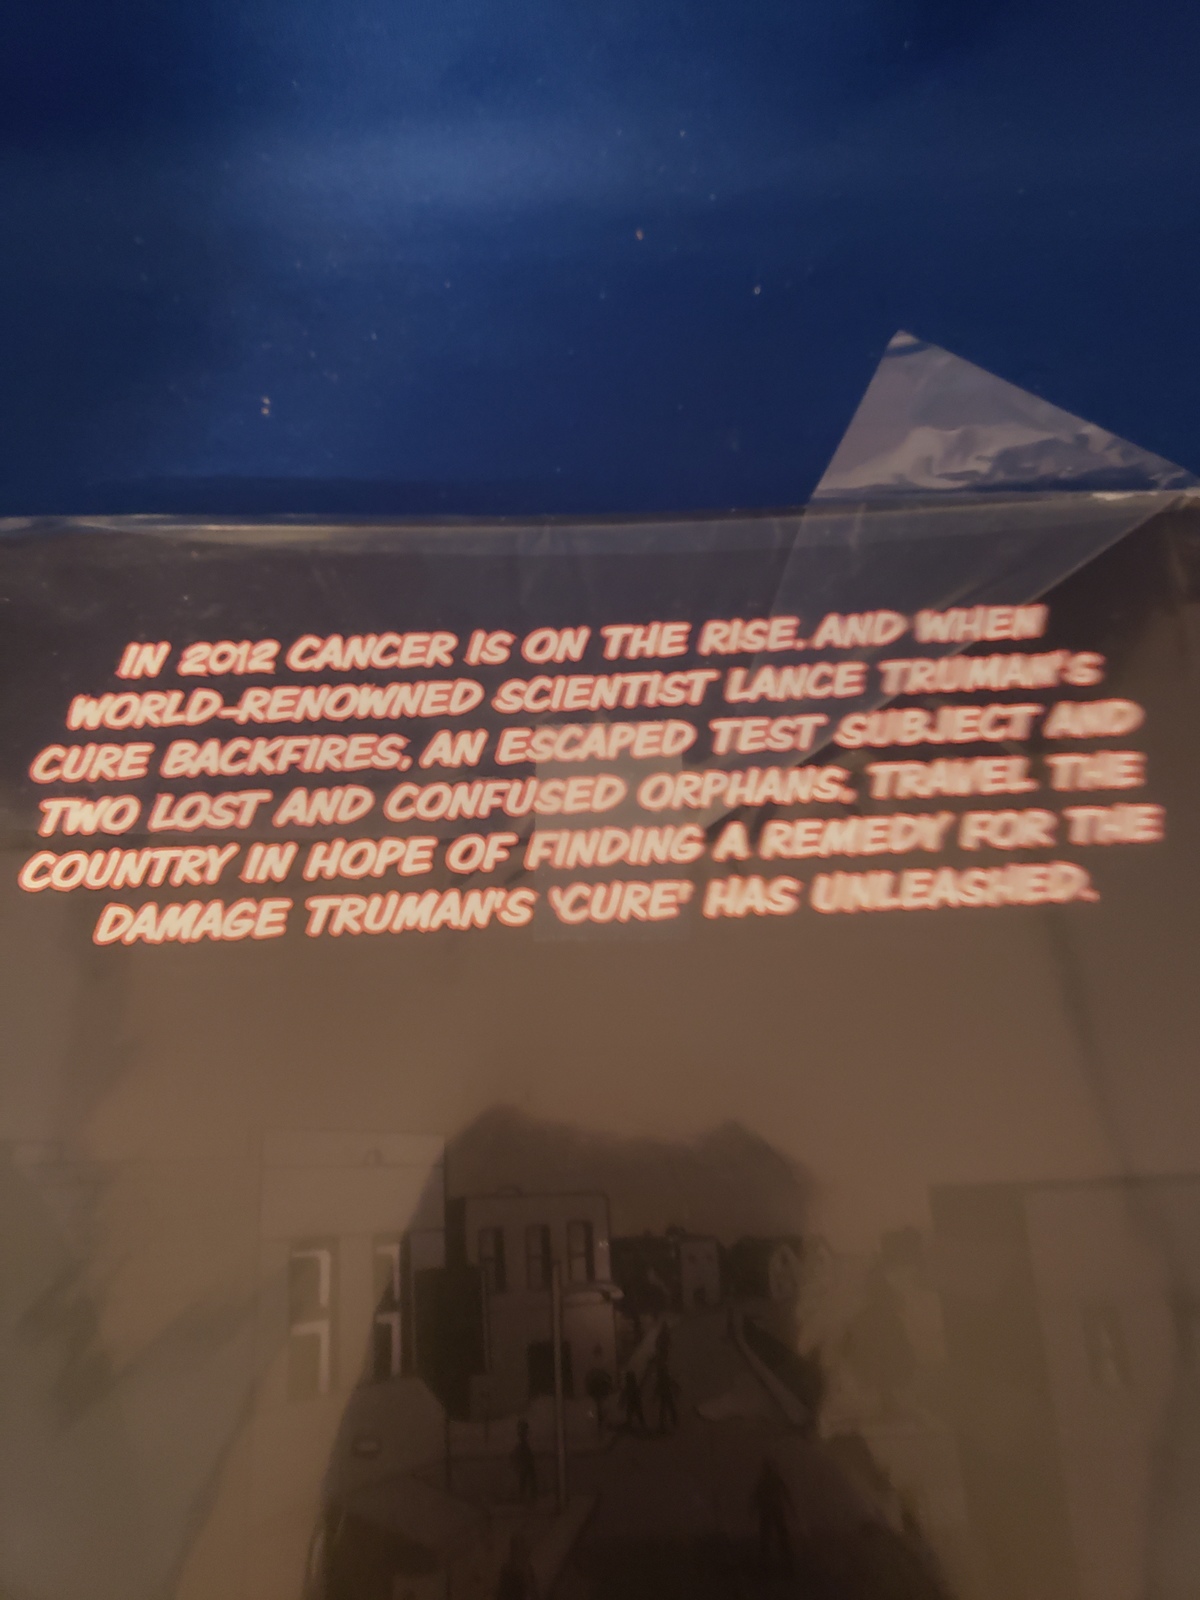 IN 2012 CANCER IS ON THE RISE. AND WHEN
WORLD-RENOWNED SCIENTIST LANCE TRUMAN'S
CURE BACKFIRES, AN ESCAPED TEST SUBJECT AND
TWO LOST AND CONFUSED ORPHANS, TRAVEL THE
COUNTRY IN HOPE OF FINDING A REMEDY FOR THE
DAMAGE TRUMAN'S 'CURE' HAS UNLEASHED.